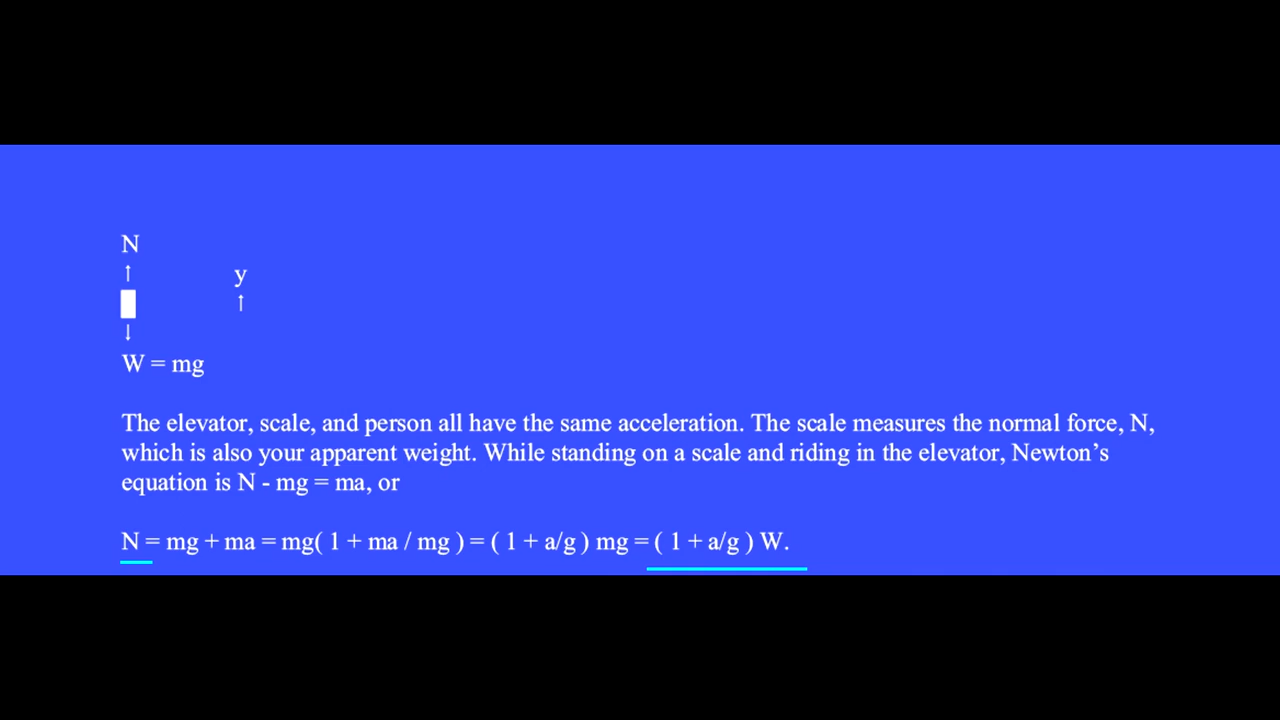 N
↑ y
↑
↓
W = mg
The elevator, scale, and person all have the same acceleration. The scale measures the normal force, N,
which is also your apparent weight. While standing on a scale and riding in the elevator, Newton’s
equation is N - mg = ma, or
N = mg + ma = mg( 1 + ma / mg ) = ( 1 + a/g ) mg = ( 1 + a/g ) W.